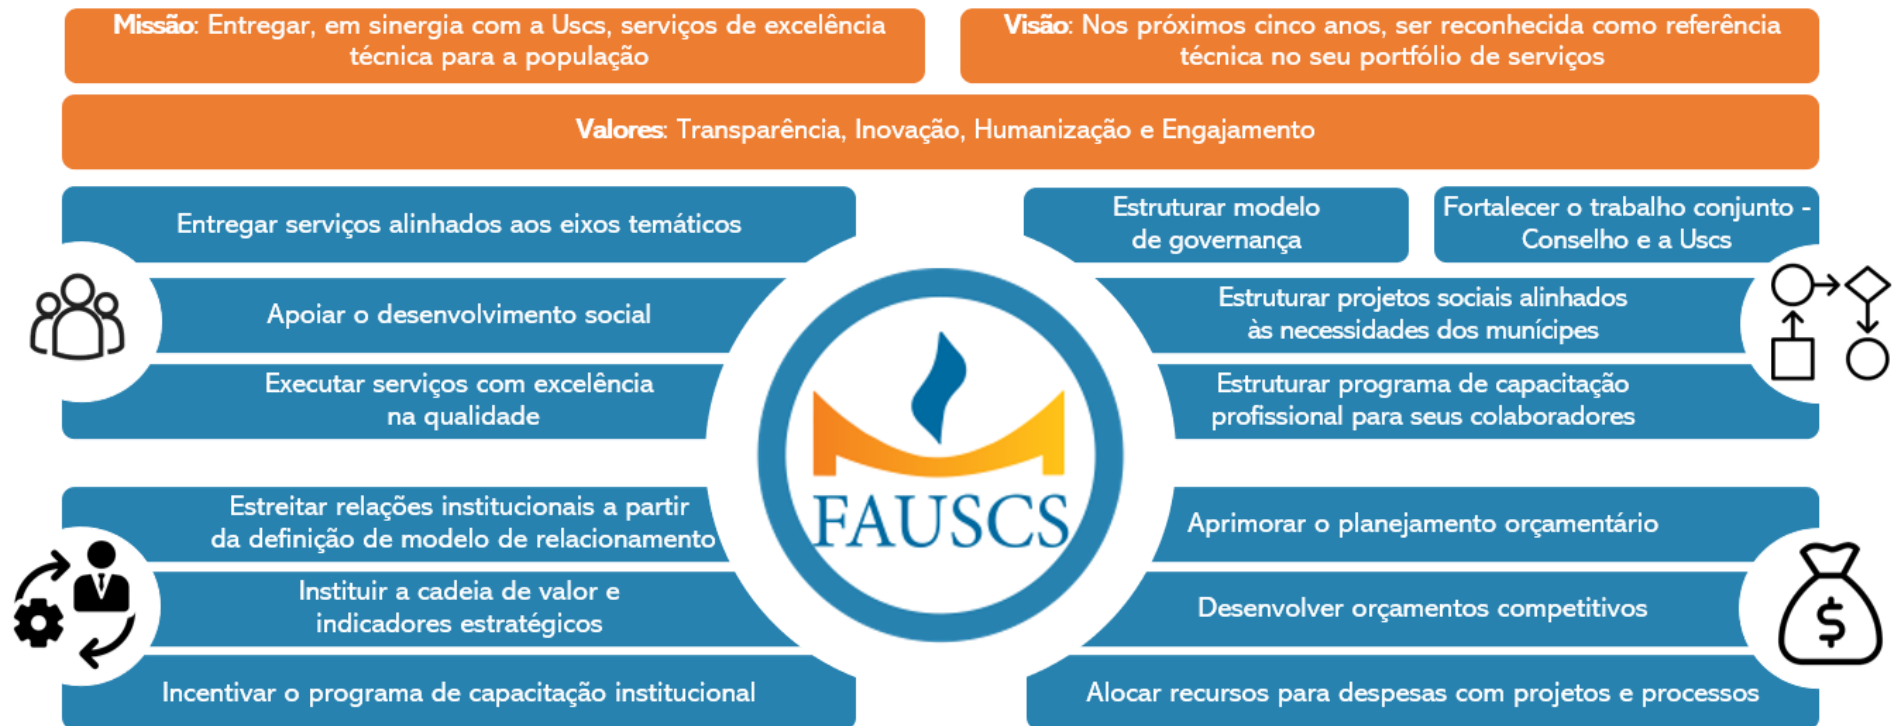 Missão: Entregar, em sinergia com a Uscs, serviços de excelência
técnica para a população
Visão: Nos próximos cinco anos, ser reconhecida como referência
técnica no seu portfólio de serviços
Valores: Transparência, Inovação, Humanização e Engajamento
Entregar serviços alinhados aos eixos temáticos
Apoiar o desenvolvimento social
Executar serviços com excelência
na qualidade
Estruturar modelo
de governança
Fortalecer o trabalho conjunto -
Conselho e a Uscs
Estruturar projetos sociais alinhados
às necessidades dos munícipes
Estruturar programa de capacitação
profissional para seus colaboradores
FAUSCS
Estreitar relações institucionais a partir
da definição de modelo de relacionamento
Instituir a cadeia de valor e
indicadores estratégicos
Incentivar o programa de capacitação institucional
Aprimorar o planejamento orçamentário
Desenvolver orçamentos competitivos
Alocar recursos para despesas com projetos e processos
$